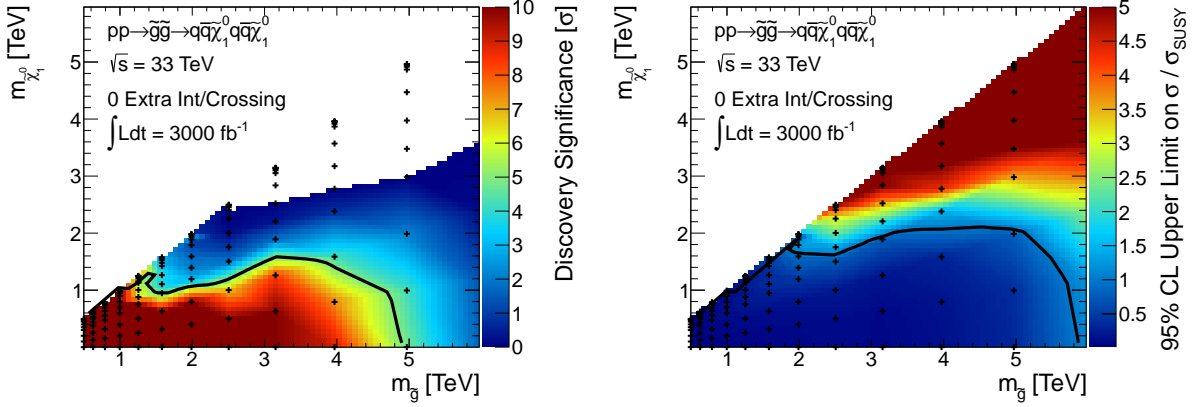 pp→g̃g̃→qq̅χ̃₁⁰qq̅χ̃₁⁰
√s = 33 TeV
0 Extra Int/Crossing
∫Ldt = 3000 fb⁻¹
m_χ̃₁⁰ [TeV]
5
4
3
2
1
1 2 3 4 5
m_g̃ [TeV]
10
9
8
7
6
5
4
3
2
1
0
Discovery Significance [σ]
pp→g̃g̃→qq̅χ̃₁⁰qq̅χ̃₁⁰
√s = 33 TeV
0 Extra Int/Crossing
∫Ldt = 3000 fb⁻¹
m_χ̃₁⁰ [TeV]
5
4
3
2
1
1 2 3 4 5
m_g̃ [TeV]
5
4.5
4
3.5
3
2.5
2
1.5
1
0.5
95% CL Upper Limit on σ / σ_SUSY